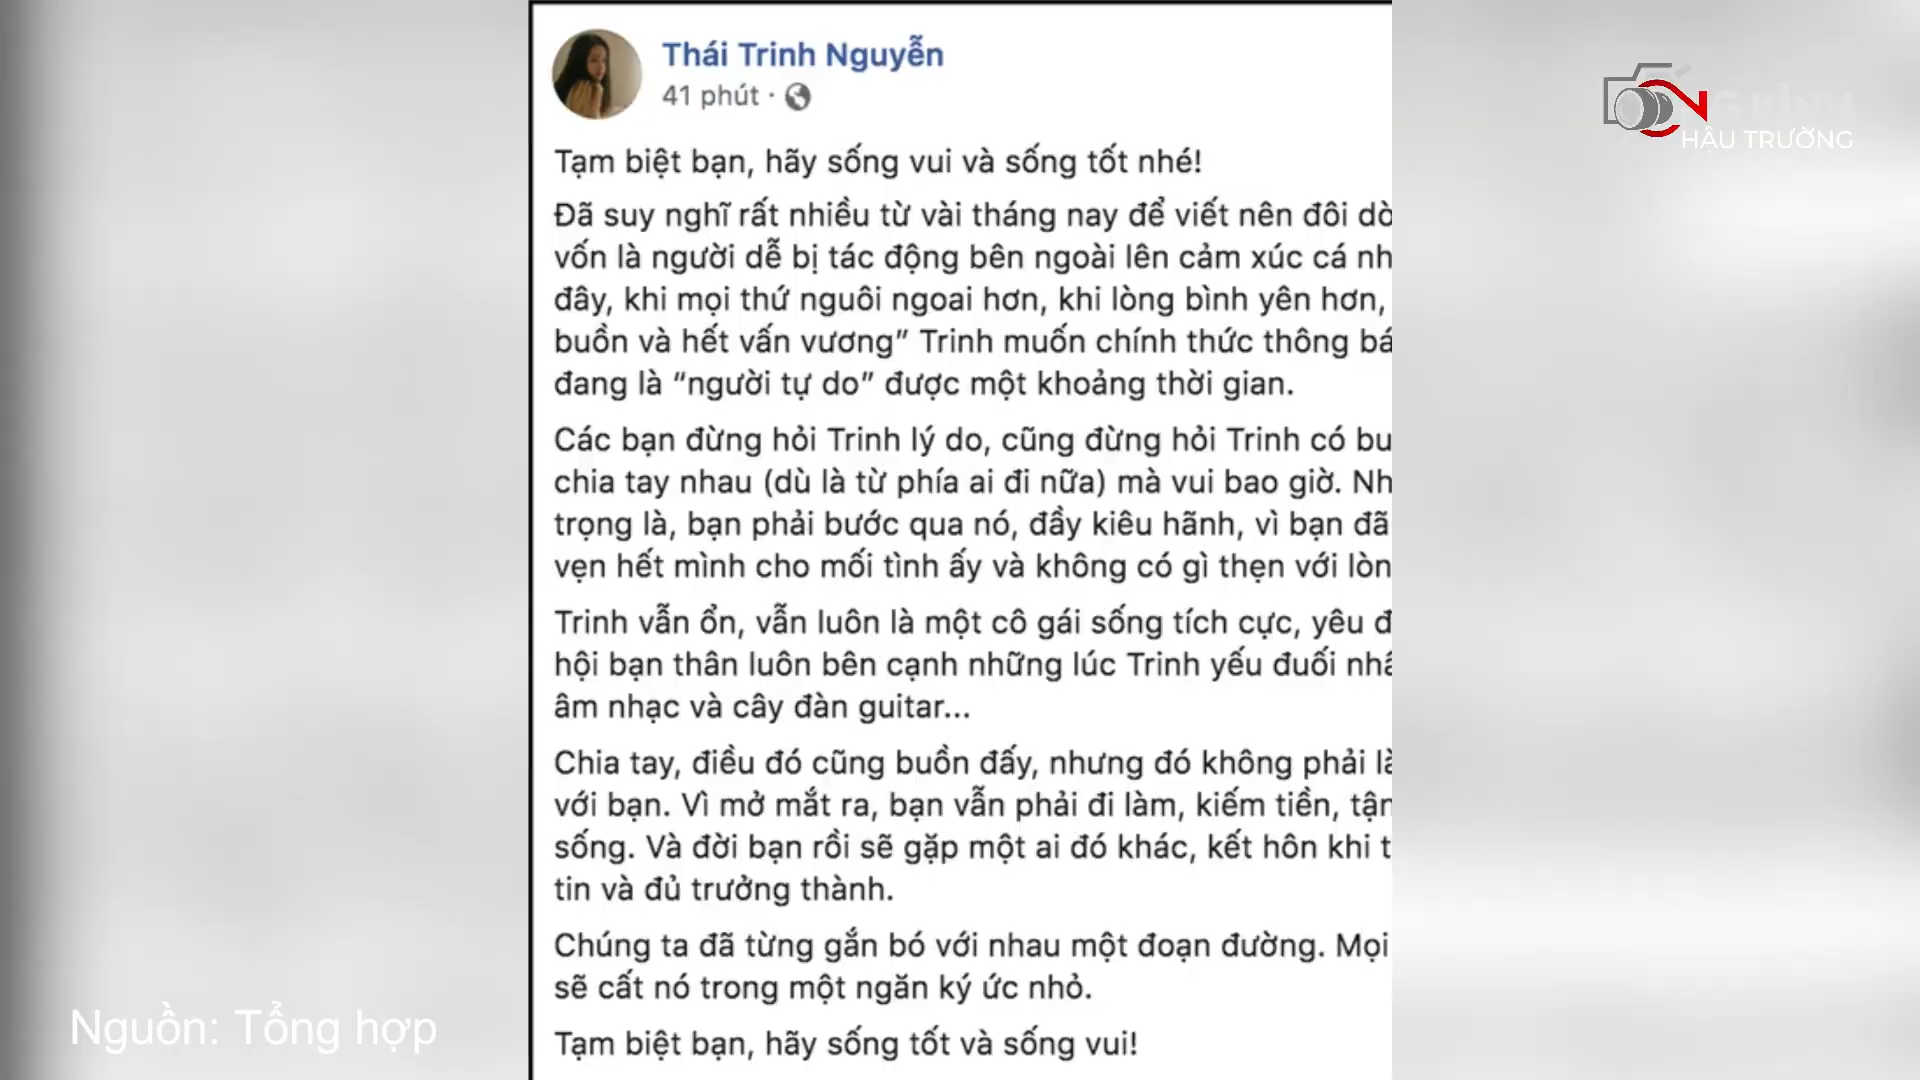 Thái Trinh Nguyễn
41 phút ·
HẬU TRƯỜNG
Tạm biệt bạn, hãy sống vui và sống tốt nhé!
Đã suy nghĩ rất nhiều từ vài tháng nay để viết nên đôi
vốn là người dễ bị tác động bên ngoài lên cảm xúc cá
đây, khi mọi thứ nguôi ngoai hơn, khi lòng bình yên hơn,
buồn và hết vấn vương” Trinh muốn chính thức thông
đang là “người tự do” được một khoảng thời gian.
Các bạn đừng hỏi Trinh lý do, cũng đừng hỏi Trinh có
chia tay nhau (dù là từ phía ai đi nữa) mà vui bao giờ.
trọng là, bạn phải bước qua nó, đầy kiêu hãnh, vì bạn đã
vẹn hết mình cho mối tình ấy và không có gì thẹn với
Trinh vẫn ổn, vẫn luôn là một cô gái sống tích cực, yêu
hội bạn thân luôn bên cạnh những lúc Trinh yếu đuối
âm nhạc và cây đàn guitar...
Chia tay, điều đó cũng buồn đấy, nhưng đó không phải
với bạn. Vì mở mắt ra, bạn vẫn phải đi làm, kiếm tiền,
sống. Và đời bạn rồi sẽ gặp một ai đó khác, kết hôn khi
tin và đủ trưởng thành.
Chúng ta đã từng gắn bó với nhau một đoạn đường. Mọi
sẽ cất nó trong một ngăn ký ức nhỏ.
Tạm biệt bạn, hãy sống tốt và sống vui!
Nguồn: Tổng hợp